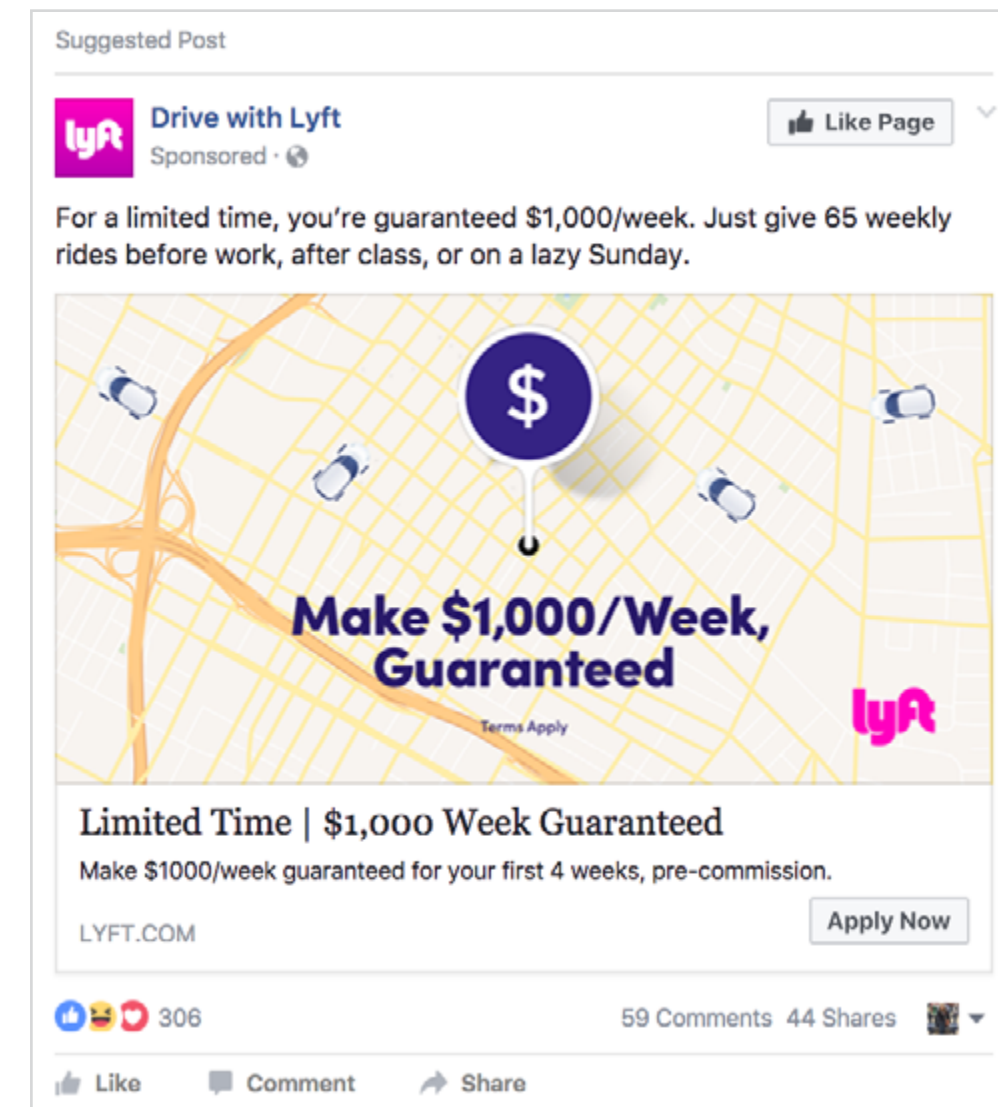 Suggested Post
lyft
Drive with Lyft
Sponsored ·
Like Page
For a limited time, you’re guaranteed $1,000/week. Just give 65 weekly
rides before work, after class, or on a lazy Sunday.
$
Make $1,000/Week,
Guaranteed
Terms Apply
lyft
Limited Time | $1,000 Week Guaranteed
Make $1000/week guaranteed for your first 4 weeks, pre-commission.
LYFT.COM
Apply Now
306
59 Comments 44 Shares
Like Comment Share